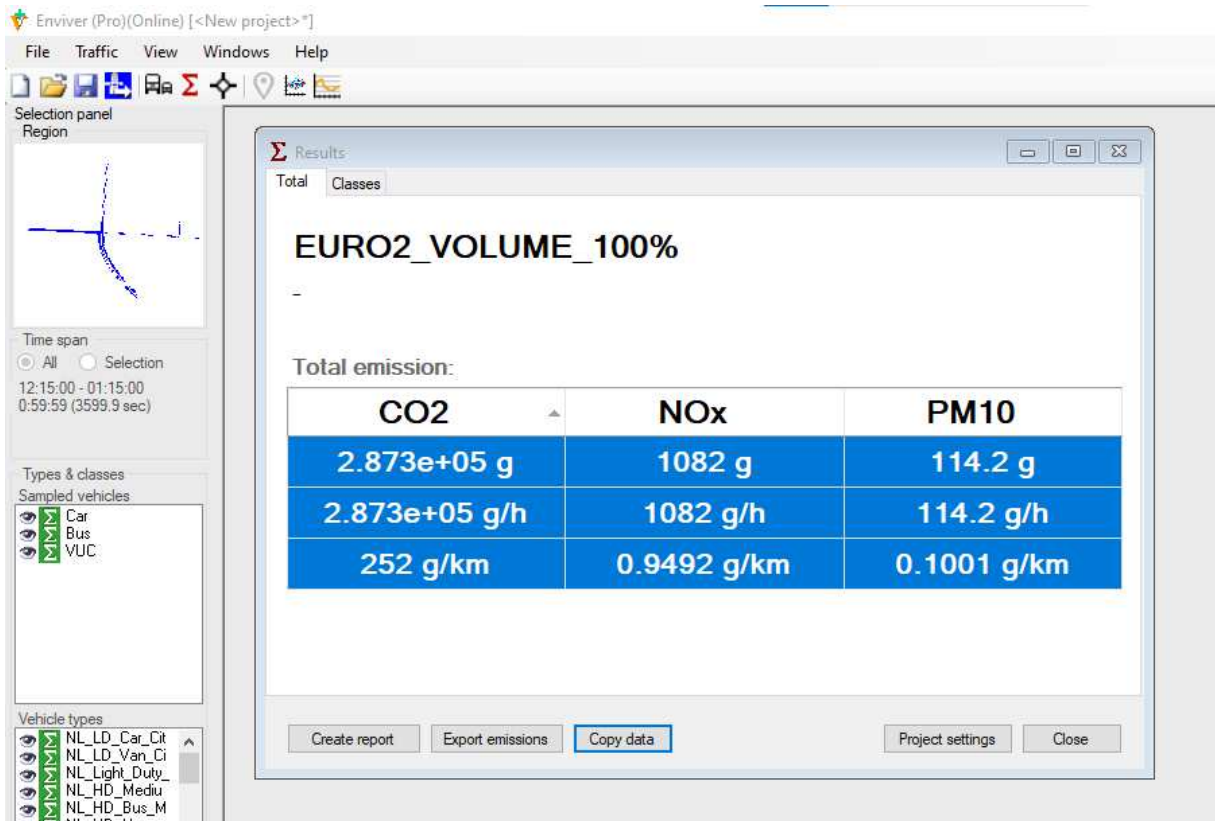 Enviver (Pro)(Online) [<New project>*]
File Traffic View Windows Help
Selection panel
Region
Time span
All Selection
12:15:00 - 01:15:00
0:59:59 (3599.9 sec)
Types & classes
Sampled vehicles
Car
Bus
VUC
Vehicle types
NL_LD_Car_Cit
NL_LD_Van_Ci
NL_Light_Duty_
NL_HD_Mediu
NL_HD_Bus_M
Results
Total Classes
EURO2_VOLUME_100%
-
Total emission:
CO2 NOx PM10
2.873e+05 g 1082 g 114.2 g
2.873e+05 g/h 1082 g/h 114.2 g/h
252 g/km 0.9492 g/km 0.1001 g/km
Create report Export emissions Copy data Project settings Close